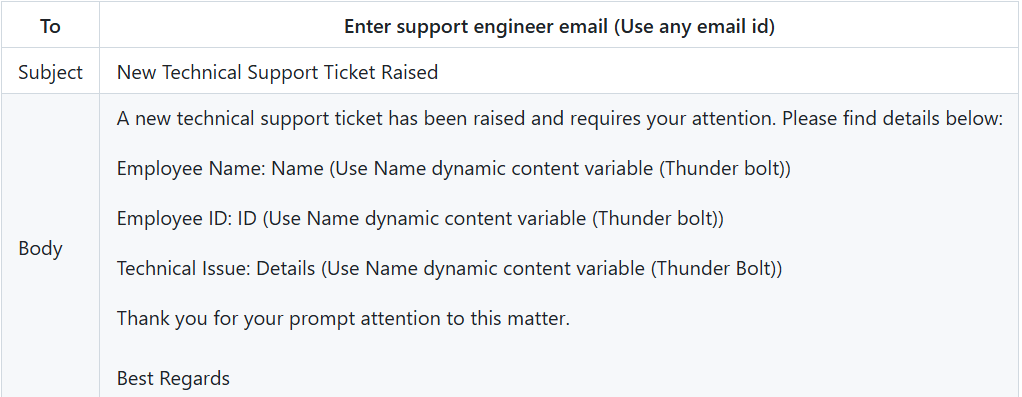 To
Enter support engineer email (Use any email id)
Subject
New Technical Support Ticket Raised
Body
A new technical support ticket has been raised and requires your attention. Please find details below:
Employee Name: Name (Use Name dynamic content variable (Thunder bolt))
Employee ID: ID (Use Name dynamic content variable (Thunder bolt))
Technical Issue: Details (Use Name dynamic content variable (Thunder Bolt))
Thank you for your prompt attention to this matter.
Best Regards